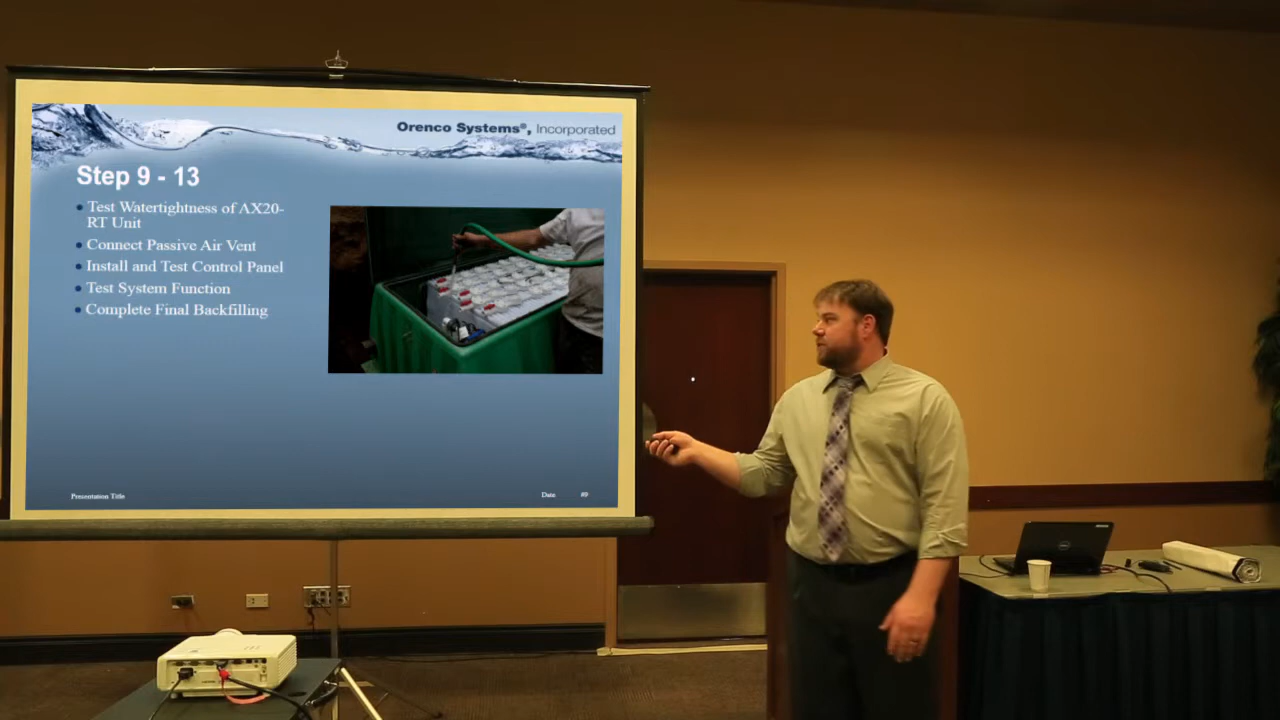 Orenco Systems®, Incorporated
Step 9 - 13
• Test Watertightness of AX20-
RT Unit
• Connect Passive Air Vent
• Install and Test Control Panel
• Test System Function
• Complete Final Backfilling
Presentation Title
Date
#9